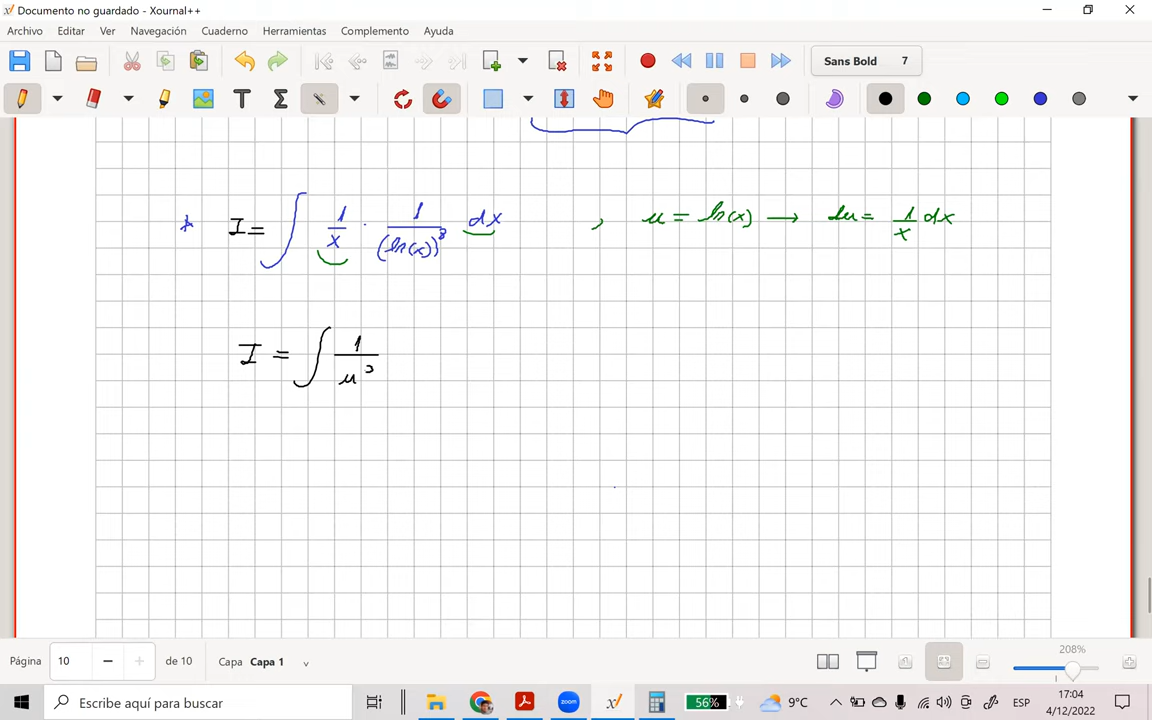 Documento no guardado - Xournal++
Archivo Editar Ver Navegación Cuaderno Herramientas Complemento Ayuda
Sans Bold 7
* I = ∫ 1/x · 1/(ln(x))^8 dx , u = ln(x) → du = 1/x dx
I = ∫ 1/u^3
208%
Página 10 de 10 Capa Capa 1
Escribe aquí para buscar 56% 9°C ESP 17:04
4/12/2022